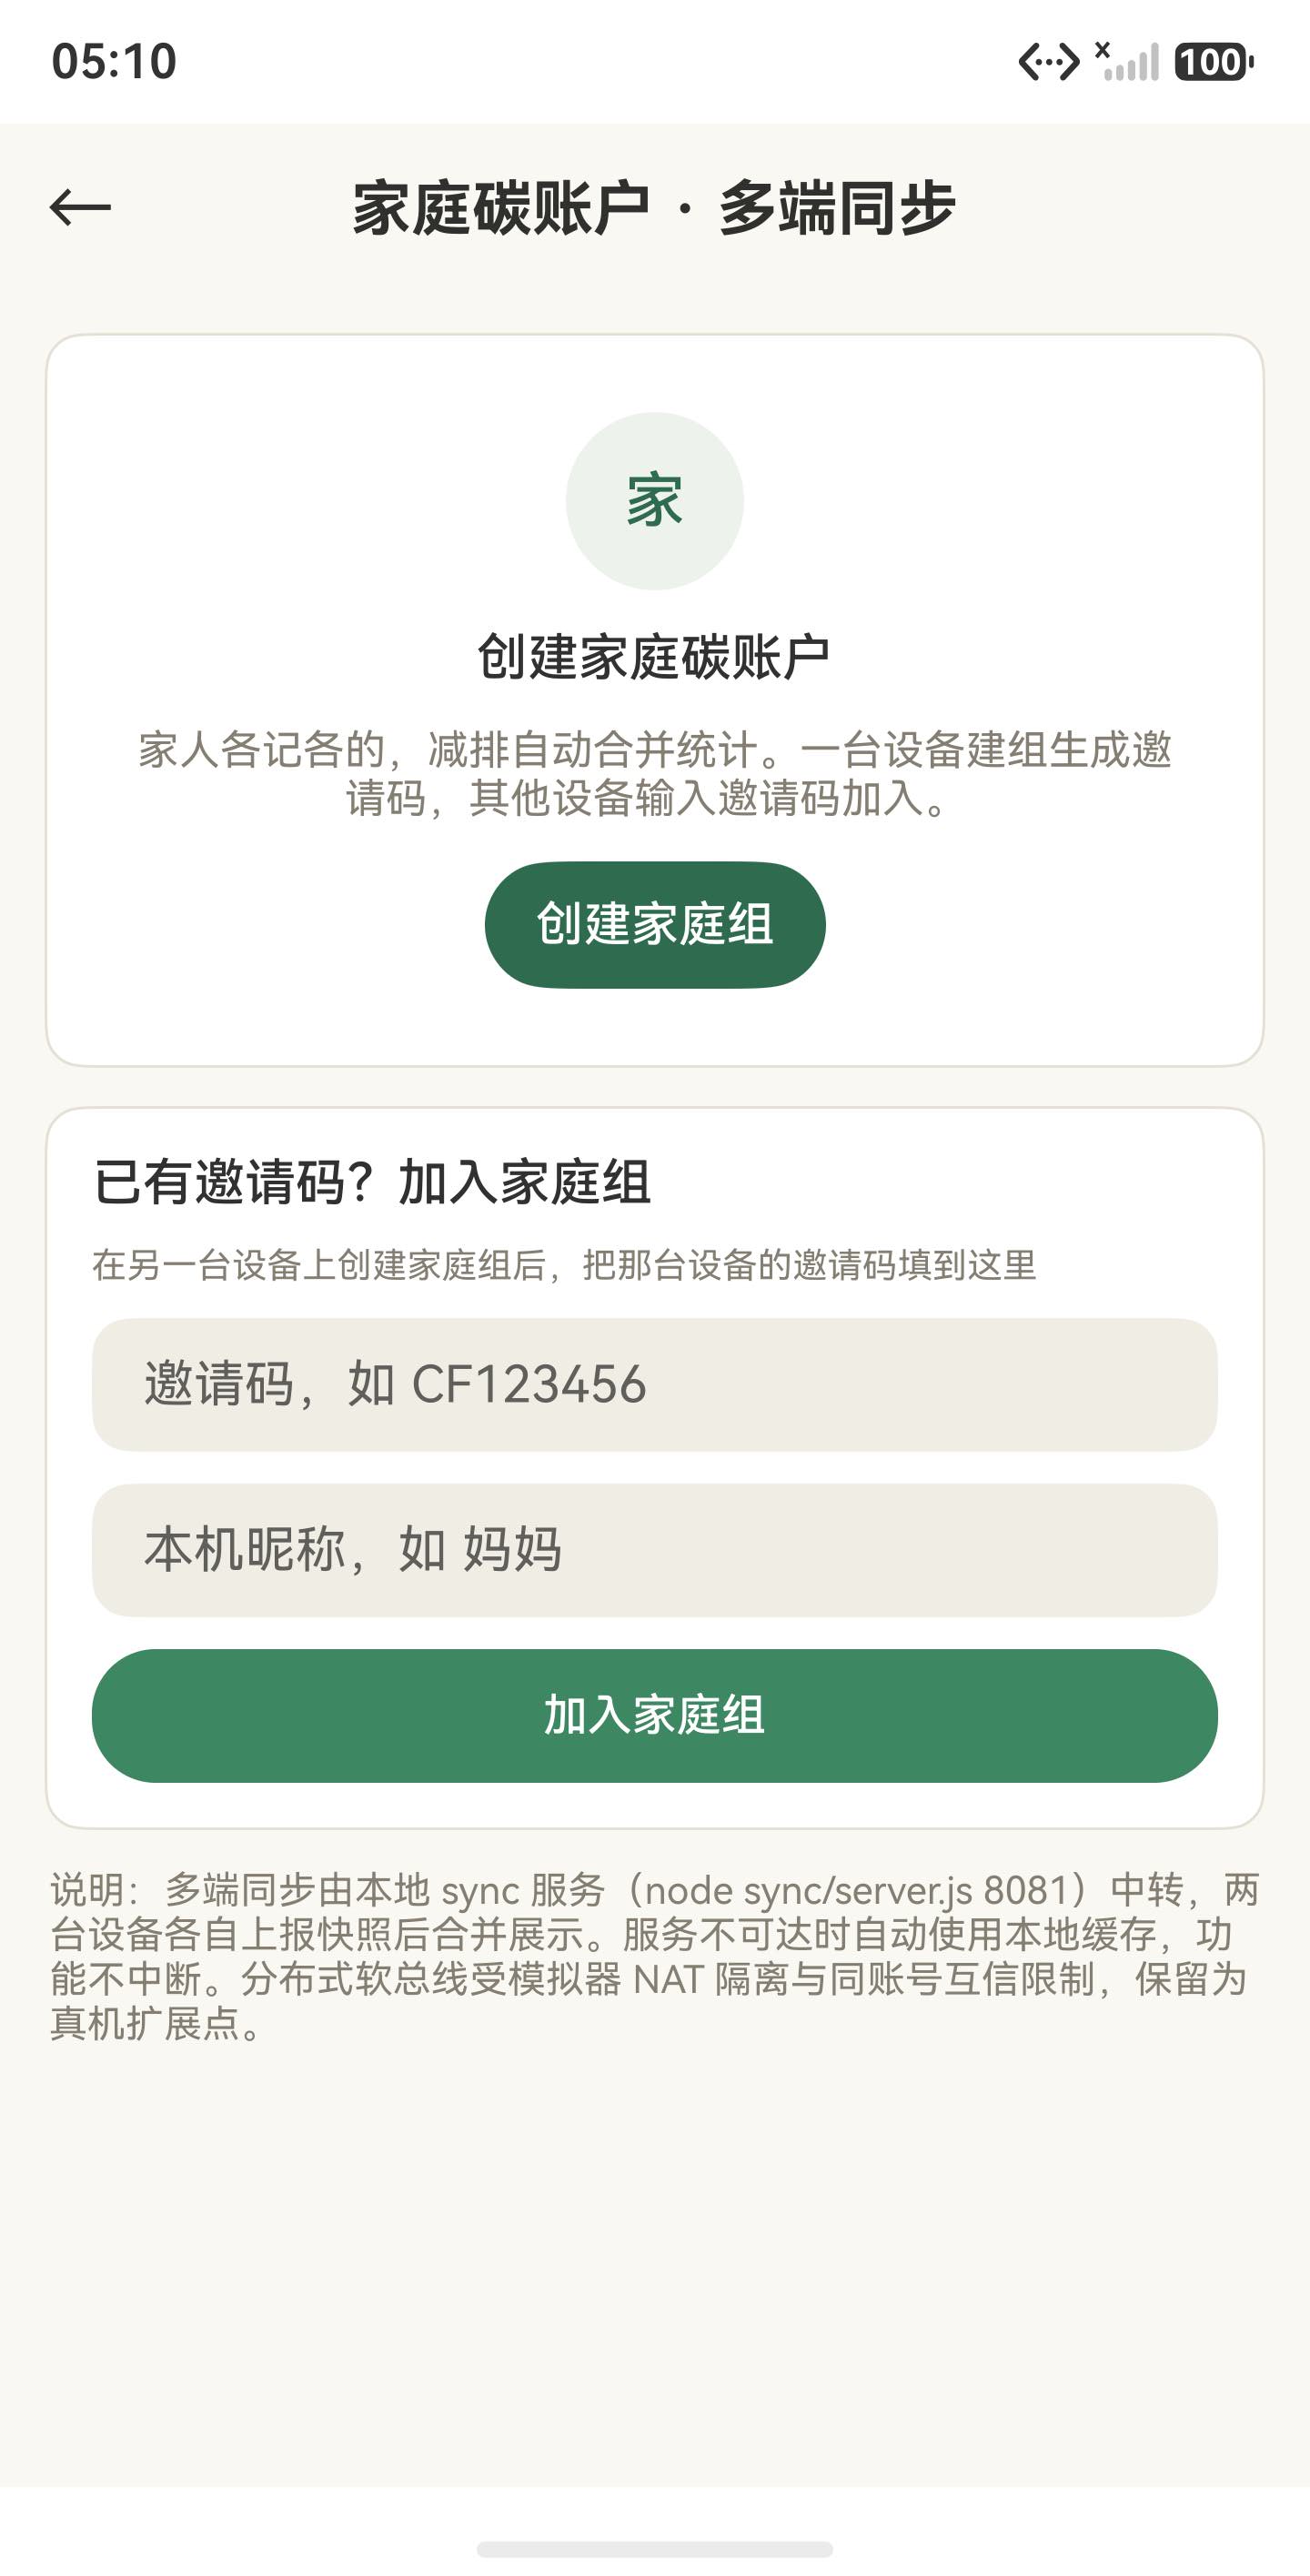 05:10
100
家庭碳账户 · 多端同步
家
创建家庭碳账户
家人各记各的，减排自动合并统计。一台设备建组生成邀
请码，其他设备输入邀请码加入。
创建家庭组
已有邀请码？加入家庭组
在另一台设备上创建家庭组后，把那台设备的邀请码填到这里
邀请码，如 CF123456
本机昵称，如 妈妈
加入家庭组
说明：多端同步由本地 sync 服务（node sync/server.js 8081）中转，两
台设备各自上报快照后合并展示。服务不可达时自动使用本地缓存，功
能不中断。分布式软总线受模拟器 NAT 隔离与同账号互信限制，保留为
真机扩展点。